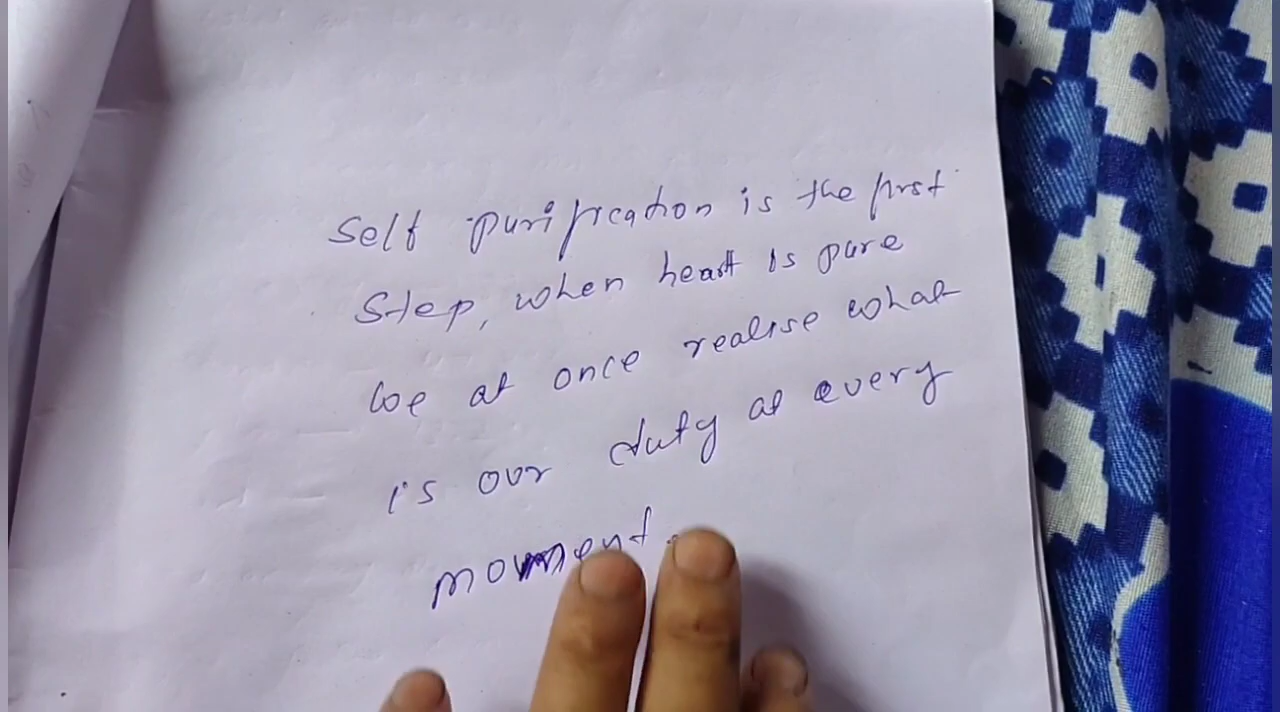 Self purification is the first
Step, when heart is pure
We at once realise what
is our duty at every
moment.